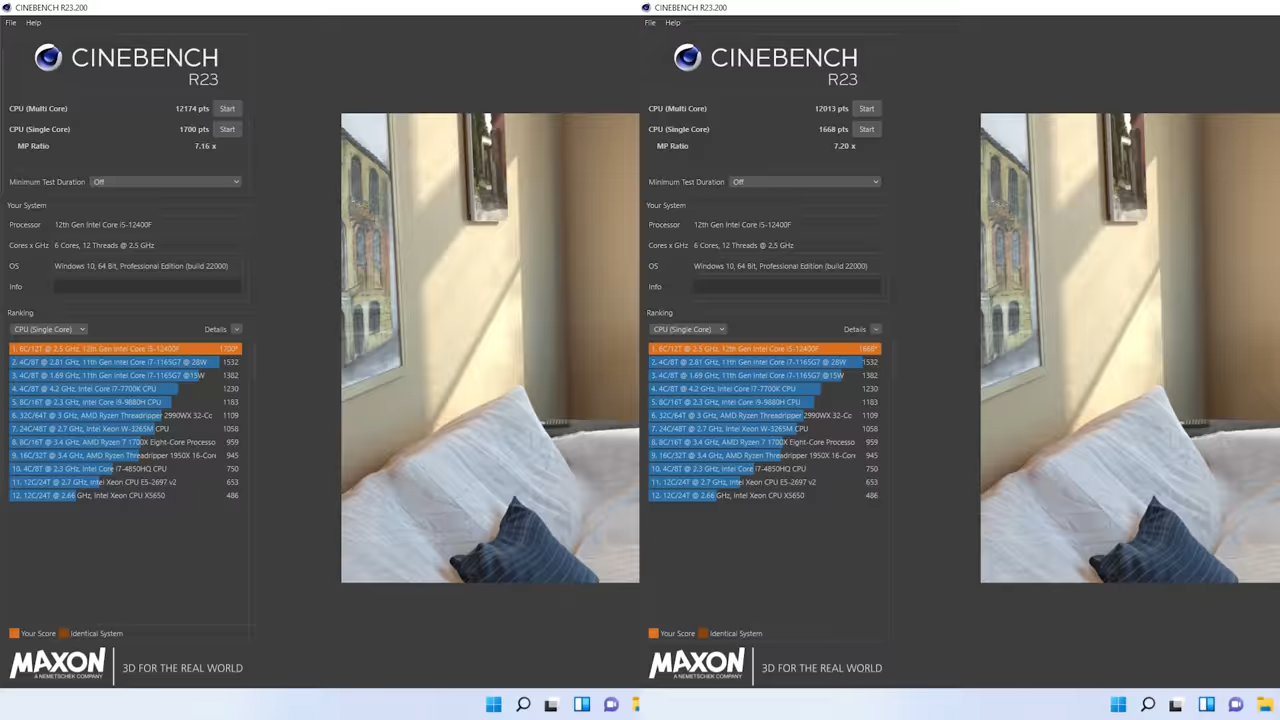 CINEBENCH R23.200
File Help
CINEBENCH
R23
CPU (Multi Core) 12174 pts Start
CPU (Single Core) 1700 pts Start
MP Ratio 7.16 x
Minimum Test Duration Off
Your System
Processor 12th Gen Intel Core i5-12400F
Cores x GHz 6 Cores, 12 Threads @ 2.5 GHz
OS Windows 10, 64 Bit, Professional Edition (build 22000)
Info
Ranking
CPU (Single Core) Details
1. 6C/12T @ 2.5 GHz, 12th Gen Intel Core i5-12400F 1700*
2. 4C/8T @ 2.81 GHz, 11th Gen Intel Core i7-1165G7 @ 28W 1532
3. 4C/8T @ 1.69 GHz, 11th Gen Intel Core i7-1165G7 @15W 1382
4. 4C/8T @ 4.2 GHz, Intel Core i7-7700K CPU 1230
5. 8C/16T @ 2.3 GHz, Intel Core i9-9880H CPU 1183
6. 32C/64T @ 3 GHz, AMD Ryzen Threadripper 2990WX 32-Cc 1109
7. 24C/48T @ 2.7 GHz, Intel Xeon W-3265M CPU 1058
8. 8C/16T @ 3.4 GHz, AMD Ryzen 7 1700X Eight-Core Processo 959
9. 16C/32T @ 3.4 GHz, AMD Ryzen Threadripper 1950X 16-Core 945
10. 4C/8T @ 2.3 GHz, Intel Core i7-4850HQ CPU 750
11. 12C/24T @ 2.7 GHz, Intel Xeon CPU E5-2697 v2 653
12. 12C/24T @ 2.66 GHz, Intel Xeon CPU X5650 486
Your Score Identical System
MAXON
A NEMETSCHEK COMPANY
3D FOR THE REAL WORLD
CINEBENCH R23.200
File Help
CINEBENCH
R23
CPU (Multi Core) 12013 pts Start
CPU (Single Core) 1668 pts Start
MP Ratio 7.20 x
Minimum Test Duration Off
Your System
Processor 12th Gen Intel Core i5-12400F
Cores x GHz 6 Cores, 12 Threads @ 2.5 GHz
OS Windows 10, 64 Bit, Professional Edition (build 22000)
Info
Ranking
CPU (Single Core) Details
1. 6C/12T @ 2.5 GHz, 12th Gen Intel Core i5-12400F 1668*
2. 4C/8T @ 2.81 GHz, 11th Gen Intel Core i7-1165G7 @ 28W 1532
3. 4C/8T @ 1.69 GHz, 11th Gen Intel Core i7-1165G7 @15W 1382
4. 4C/8T @ 4.2 GHz, Intel Core i7-7700K CPU 1230
5. 8C/16T @ 2.3 GHz, Intel Core i9-9880H CPU 1183
6. 32C/64T @ 3 GHz, AMD Ryzen Threadripper 2990WX 32-Cc 1109
7. 24C/48T @ 2.7 GHz, Intel Xeon W-3265M CPU 1058
8. 8C/16T @ 3.4 GHz, AMD Ryzen 7 1700X Eight-Core Processo 959
9. 16C/32T @ 3.4 GHz, AMD Ryzen Threadripper 1950X 16-Core 945
10. 4C/8T @ 2.3 GHz, Intel Core i7-4850HQ CPU 750
11. 12C/24T @ 2.7 GHz, Intel Xeon CPU E5-2697 v2 653
12. 12C/24T @ 2.66 GHz, Intel Xeon CPU X5650 486
Your Score Identical System
MAXON
A NEMETSCHEK COMPANY
3D FOR THE REAL WORLD